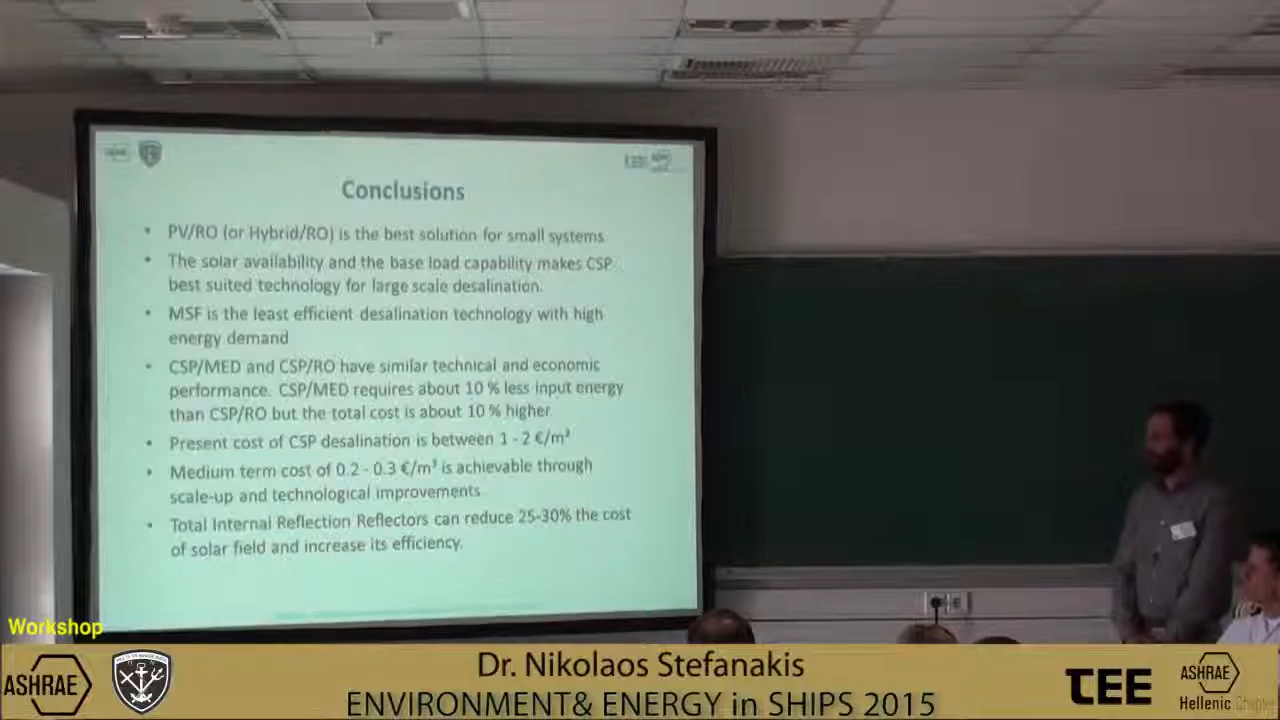 Conclusions
• PV/RO (or Hybrid/RO) is the best solution for small systems
• The solar availability and the base load capability makes CSP
best suited technology for large scale desalination.
• MSF is the least efficient desalination technology with high
energy demand
• CSP/MED and CSP/RO have similar technical and economic
performance. CSP/MED requires about 10 % less input energy
than CSP/RO but the total cost is about 10 % higher
• Present cost of CSP desalination is between 1 - 2 €/m³
• Medium term cost of 0.2 - 0.3 €/m³ is achievable through
scale-up and technological improvements
• Total Internal Reflection Reflectors can reduce 25-30% the cost
of solar field and increase its efficiency.
Workshop
ASHRAE
Dr. Nikolaos Stefanakis
ENVIRONMENT& ENERGY in SHIPS 2015
TEE
ASHRAE
Hellenic Chapter